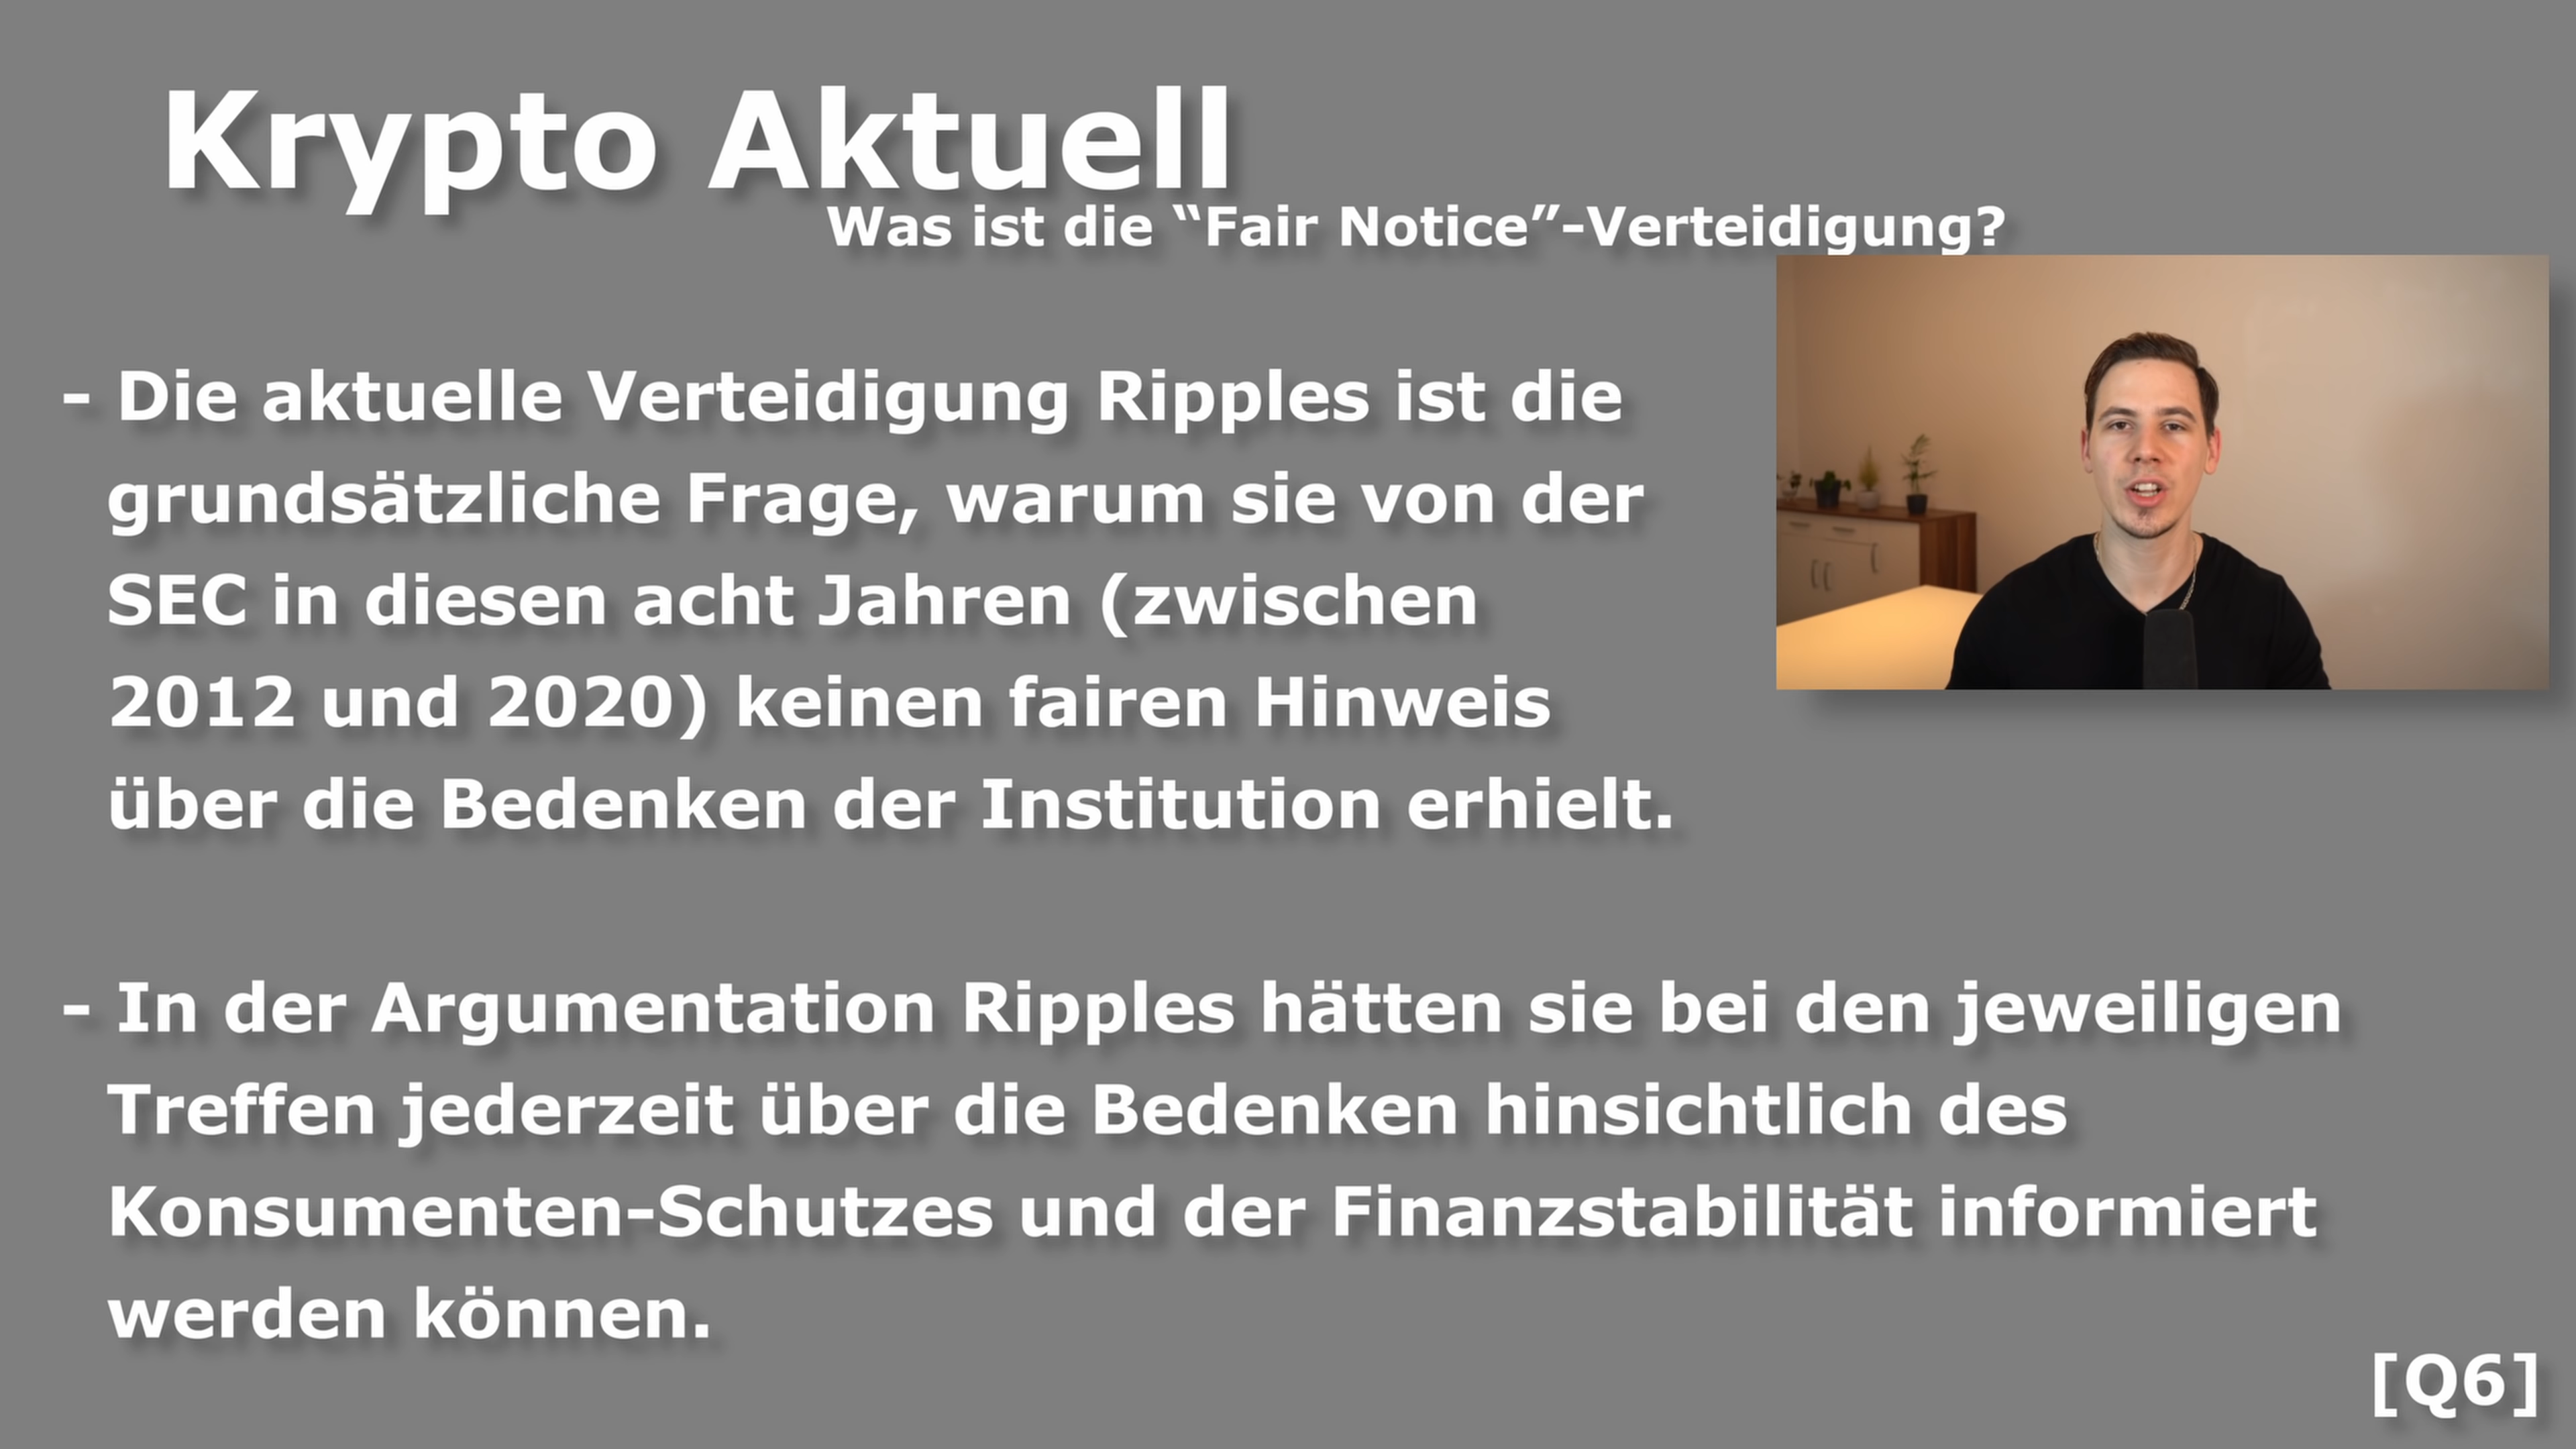 Krypto Aktuell
Was ist die “Fair Notice”-Verteidigung?
- Die aktuelle Verteidigung Ripples ist die
grundsätzliche Frage, warum sie von der
SEC in diesen acht Jahren (zwischen
2012 und 2020) keinen fairen Hinweis
über die Bedenken der Institution erhielt.
- In der Argumentation Ripples hätten sie bei den jeweiligen
Treffen jederzeit über die Bedenken hinsichtlich des
Konsumenten-Schutzes und der Finanzstabilität informiert
werden können.
[Q6]